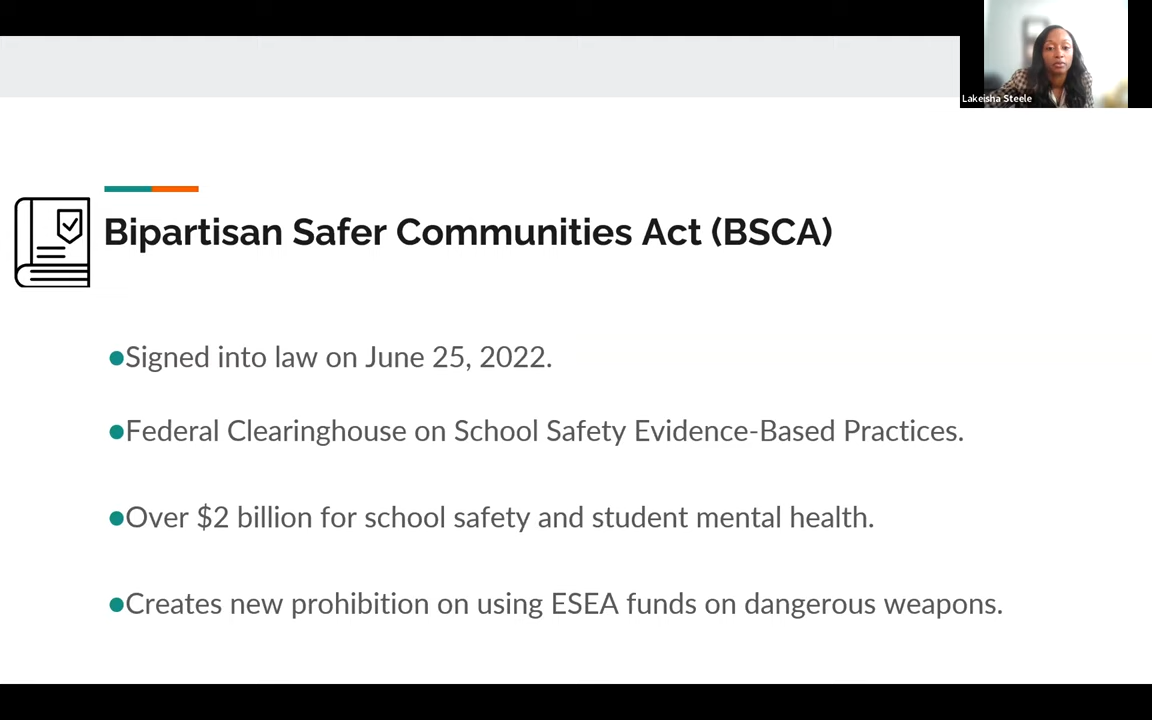 Lakeisha Steele
Bipartisan Safer Communities Act (BSCA)
●Signed into law on June 25, 2022.
●Federal Clearinghouse on School Safety Evidence-Based Practices.
●Over $2 billion for school safety and student mental health.
●Creates new prohibition on using ESEA funds on dangerous weapons.